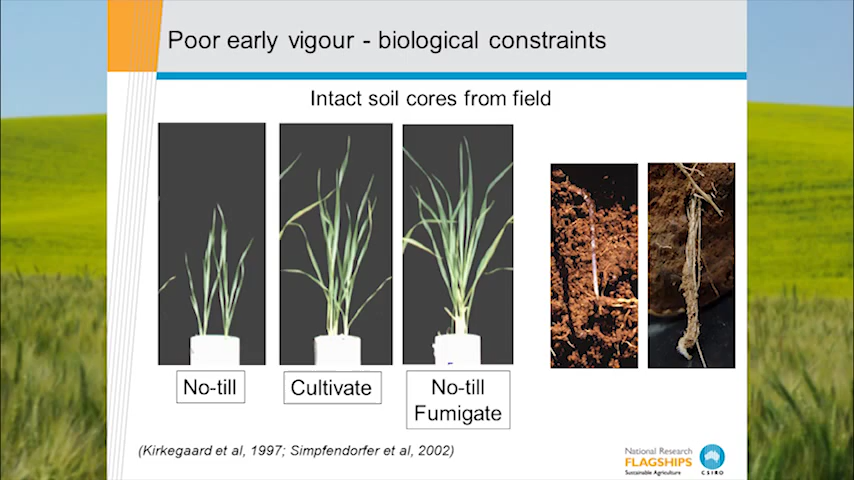 Poor early vigour - biological constraints
Intact soil cores from field
No-till
Cultivate
No-till
Fumigate
(Kirkegaard et al, 1997; Simpfendorfer et al, 2002)
National Research
FLAGSHIPS
Sustainable Agriculture
CSIRO